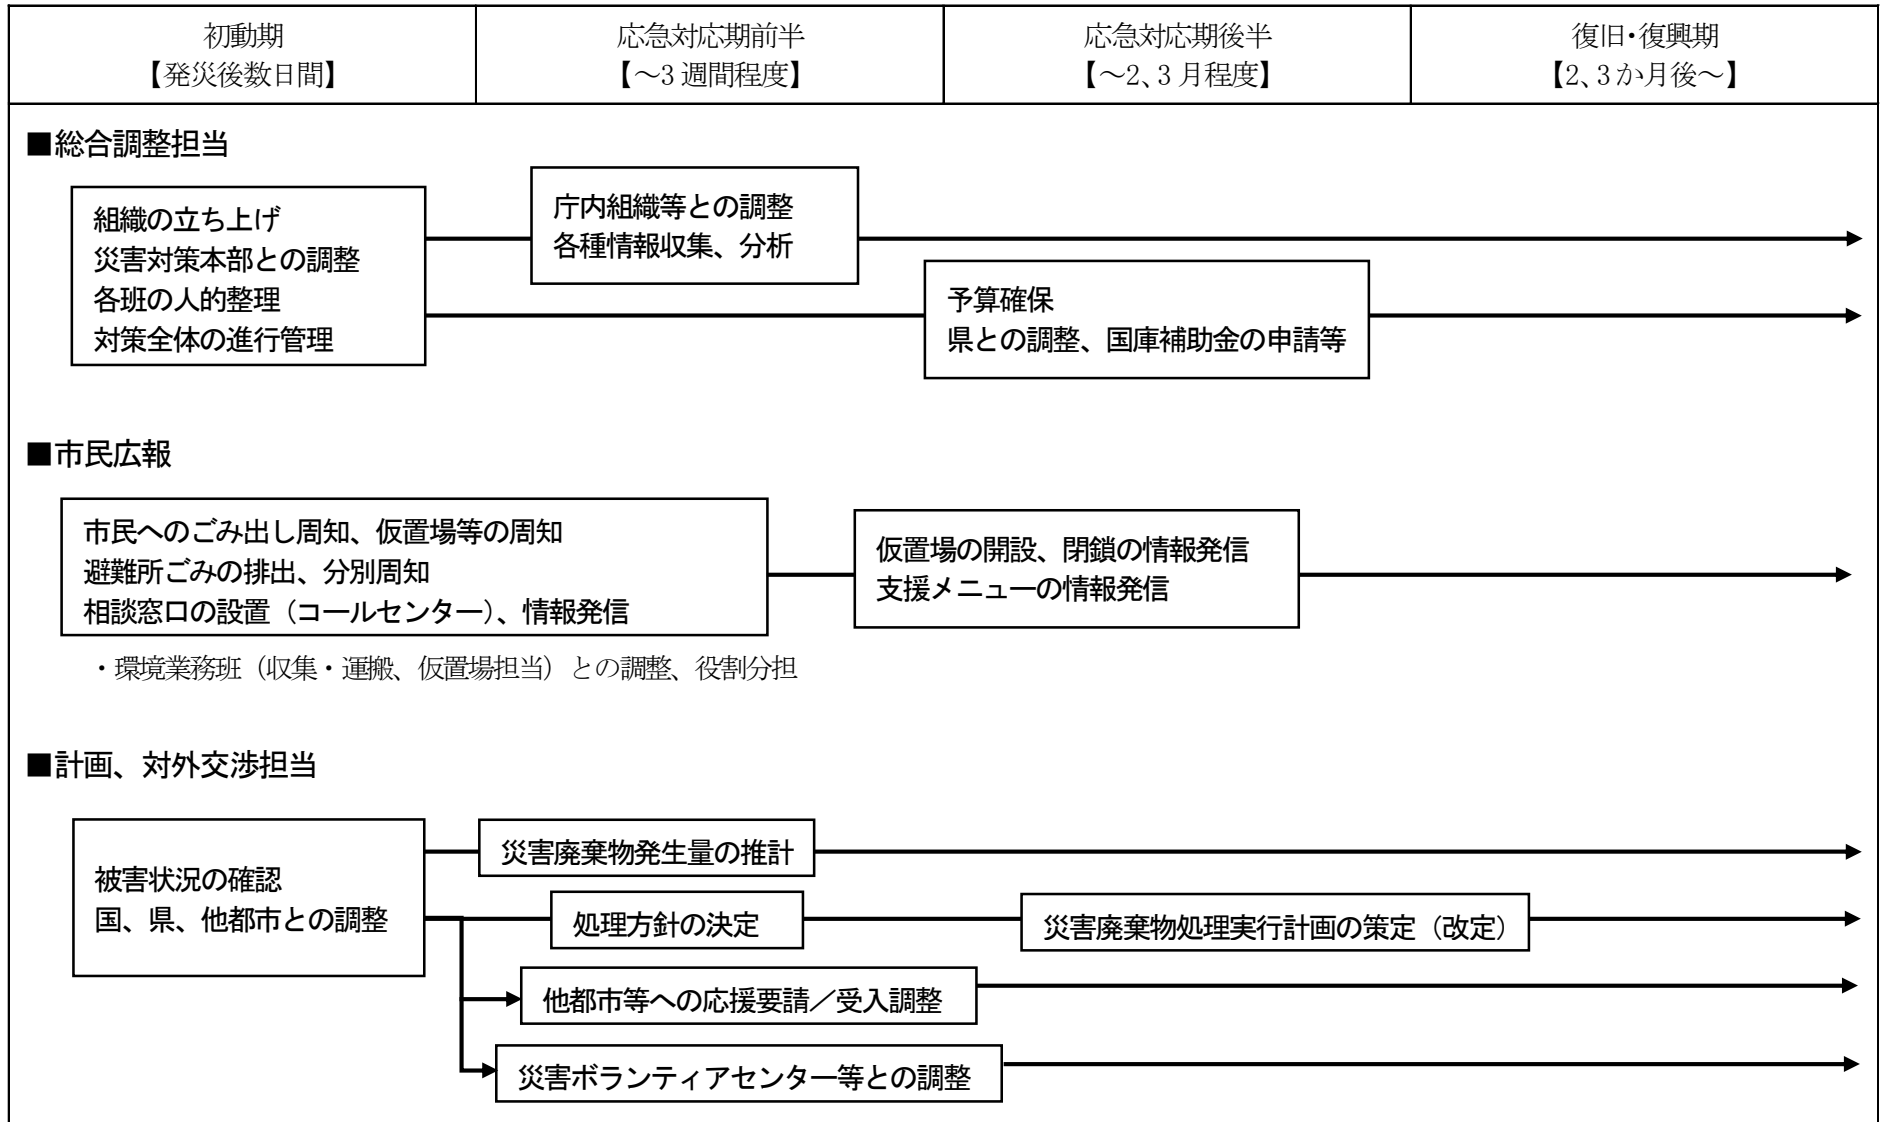 初動期
【発災後数日間】
応急対応期前半
【～3 週間程度】
応急対応期後半
【～2、3 月程度】
復旧・復興期
【2、3か月後～】
■総合調整担当
組織の立ち上げ
災害対策本部との調整
各班の人的整理
対策全体の進行管理
庁内組織等との調整
各種情報収集、分析
予算確保
県との調整、国庫補助金の申請等
■市民広報
市民へのごみ出し周知、仮置場等の周知
避難所ごみの排出、分別周知
相談窓口の設置（コールセンター）、情報発信
仮置場の開設、閉鎖の情報発信
支援メニューの情報発信
・環境業務班（収集・運搬、仮置場担当）との調整、役割分担
■計画、対外交渉担当
被害状況の確認
国、県、他都市との調整
災害廃棄物発生量の推計
処理方針の決定
災害廃棄物処理実行計画の策定（改定）
他都市等への応援要請／受入調整
災害ボランティアセンター等との調整